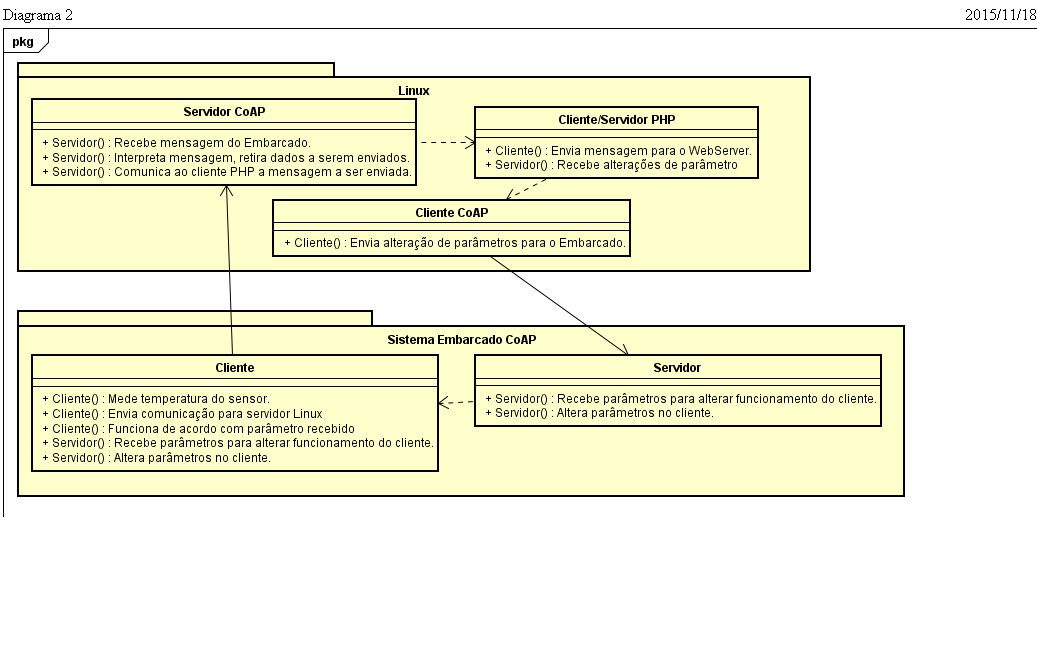 Diagrama 2
2015/11/18
pkg
Linux
Servidor CoAP
+ Servidor() : Recebe mensagem do Embarcado.
+ Servidor() : Interpreta mensagem, retira dados a serem enviados.
+ Servidor() : Comunica ao cliente PHP a mensagem a ser enviada.
Cliente/Servidor PHP
+ Cliente() : Envia mensagem para o WebServer.
+ Servidor() : Recebe alterações de parâmetro
Cliente CoAP
+ Cliente() : Envia alteração de parâmetros para o Embarcado.
Sistema Embarcado CoAP
Cliente
+ Cliente() : Mede temperatura do sensor.
+ Cliente() : Envia comunicação para servidor Linux
+ Cliente() : Funciona de acordo com parâmetro recebido
+ Servidor() : Recebe parâmetros para alterar funcionamento do cliente.
+ Servidor() : Altera parâmetros no cliente.
Servidor
+ Servidor() : Recebe parâmetros para alterar funcionamento do cliente.
+ Servidor() : Altera parâmetros no cliente.